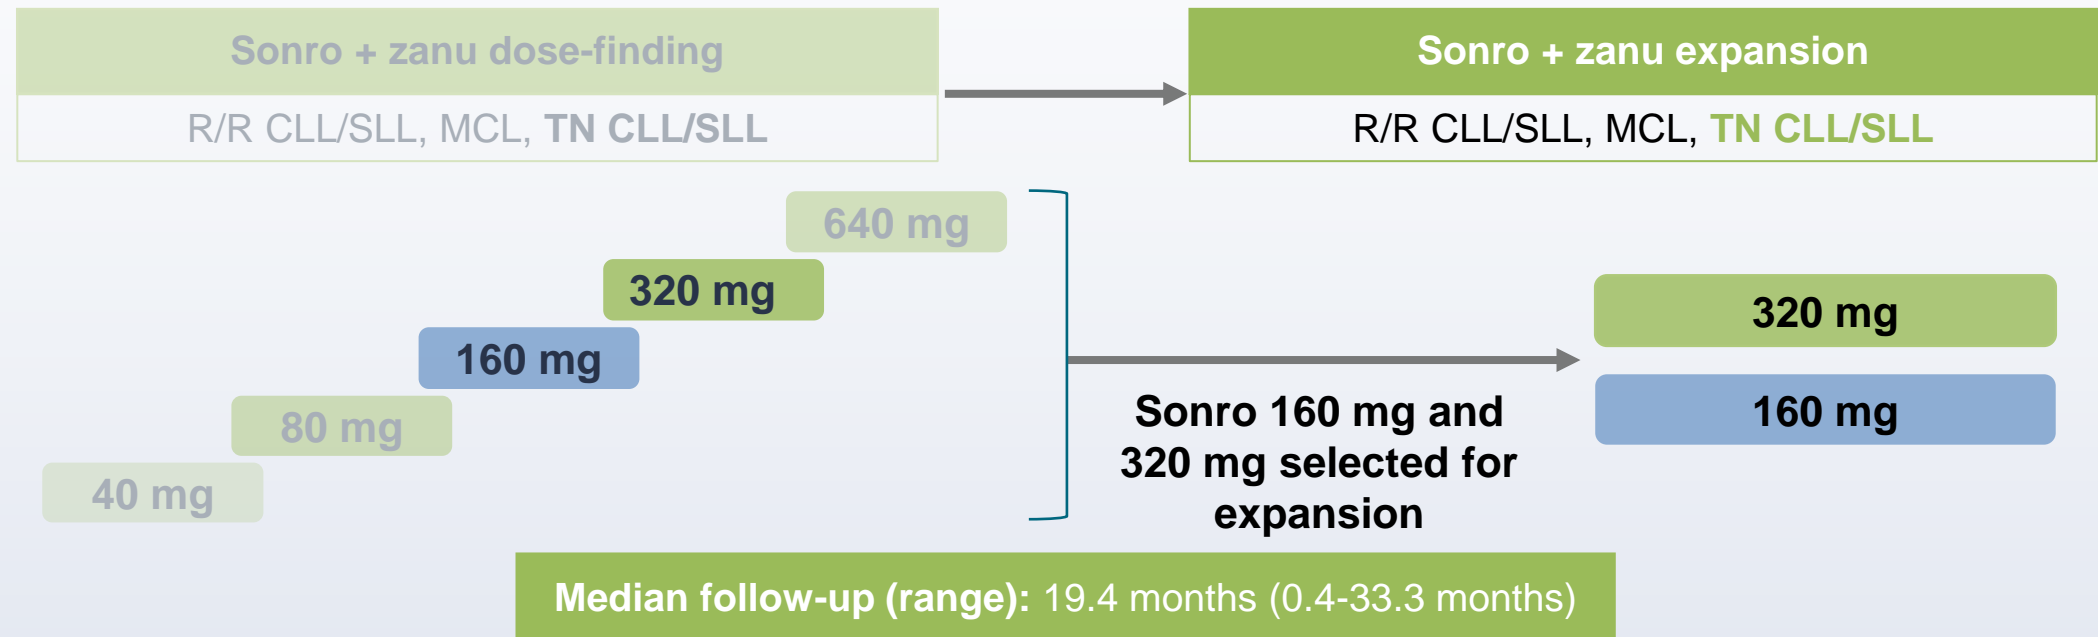 Sonro + zanu dose-finding
R/R CLL/SLL, MCL, TN CLL/SLL
Sonro + zanu expansion
R/R CLL/SLL, MCL, TN CLL/SLL
640 mg
320 mg
160 mg
80 mg
40 mg
Sonro 160 mg and
320 mg selected for
expansion
320 mg
160 mg
Median follow-up (range): 19.4 months (0.4-33.3 months)